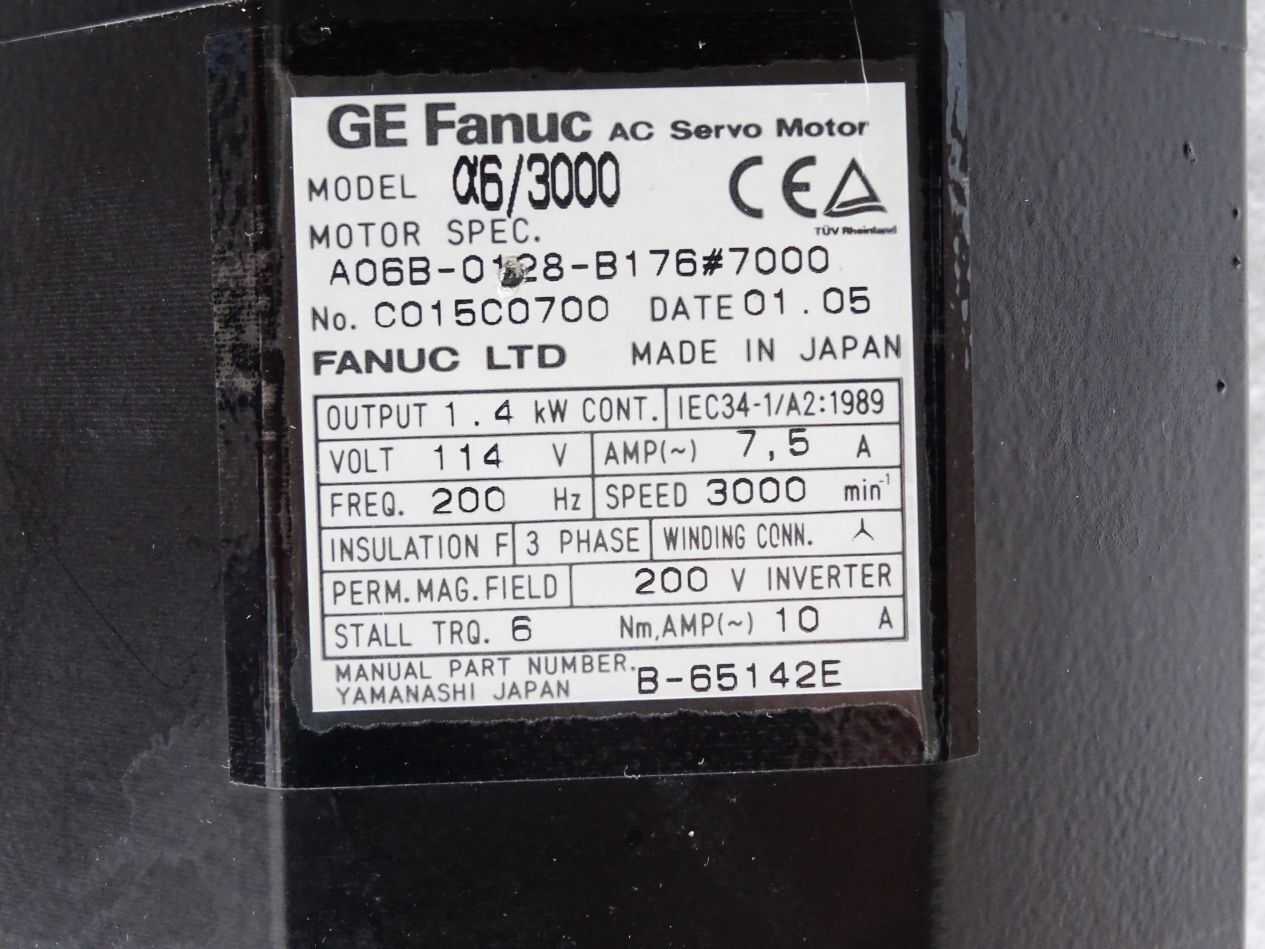 GE Fanuc AC Servo Motor
MODEL α6/3000
CE
TÜV Rheinland
MOTOR SPEC.
A06B-0128-B176#7000
No. C015C0700 DATE 01.05
FANUC LTD MADE IN JAPAN
OUTPUT 1.4 kW CONT. IEC34-1/A2:1989
VOLT 114 V AMP(~) 7,5 A
FREQ. 200 Hz SPEED 3000 min⁻¹
INSULATION F 3 PHASE WINDING CONN.
PERM.MAG.FIELD 200 V INVERTER
STALL TRQ. 6 Nm,AMP(~) 10 A
MANUAL PART NUMBER. B-65142E
YAMANASHI JAPAN